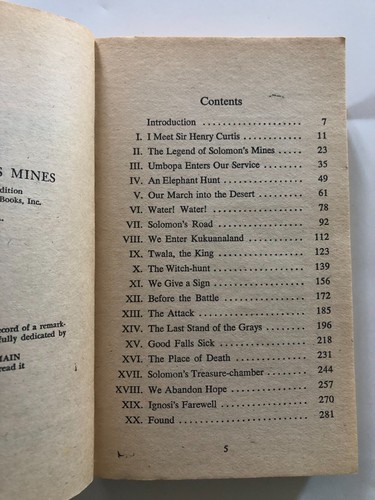 S MINES
dition
Books, Inc.
ecord of a remark-
fully dedicated by
MAIN
read it
Contents
Introduction .................... 7
I. I Meet Sir Henry Curtis ............ 11
II. The Legend of Solomon's Mines ..... 23
III. Umbopa Enters Our Service ........ 35
IV. An Elephant Hunt ................ 49
V. Our March into the Desert ......... 61
VI. Water! Water! .................... 78
VII. Solomon's Road .................. 92
VIII. We Enter Kukuanaland ............ 112
IX. Twala, the King .................. 123
X. The Witch-hunt .................. 139
XI. We Give a Sign .................. 156
XII. Before the Battle ................ 172
XIII. The Attack ...................... 185
XIV. The Last Stand of the Grays ....... 196
XV. Good Falls Sick .................. 218
XVI. The Place of Death .............. 231
XVII. Solomon's Treasure-chamber ...... 244
XVIII. We Abandon Hope .............. 257
XIX. Ignosi's Farewell ................ 270
XX. Found .......................... 281
5